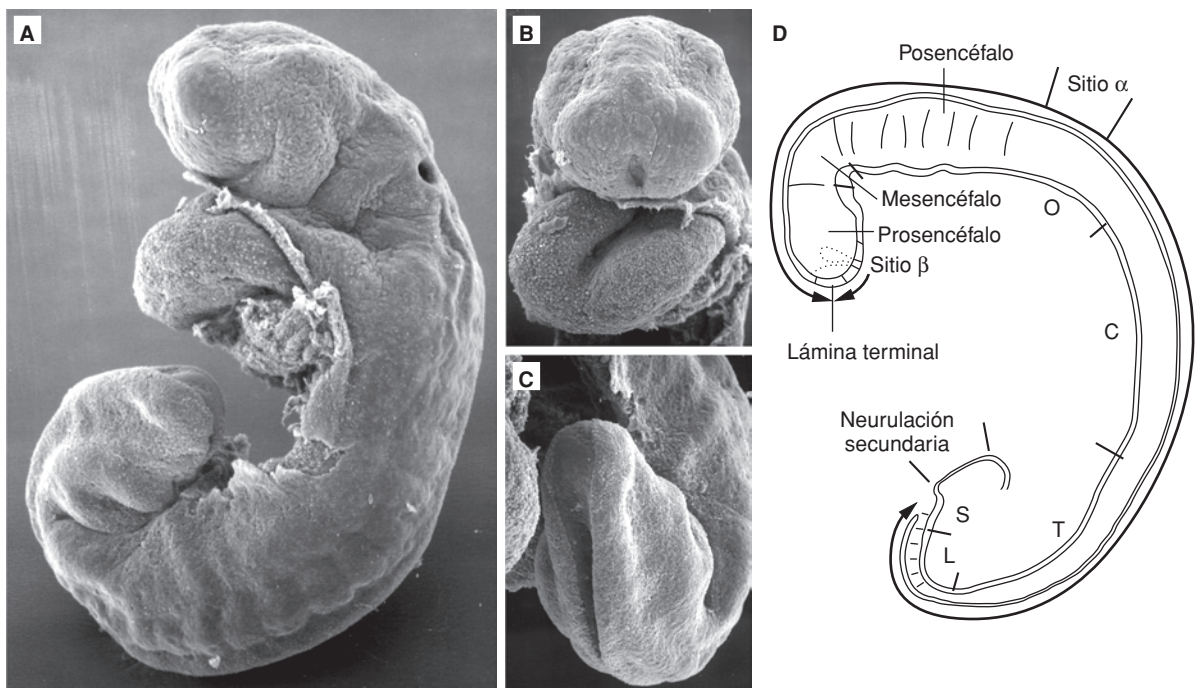 A
B
C
D
Posencéfalo
Sitio α
Mesencéfalo
O
Prosencéfalo
Sitio β
C
Lámina terminal
Neurulación
secundaria
S
T
L